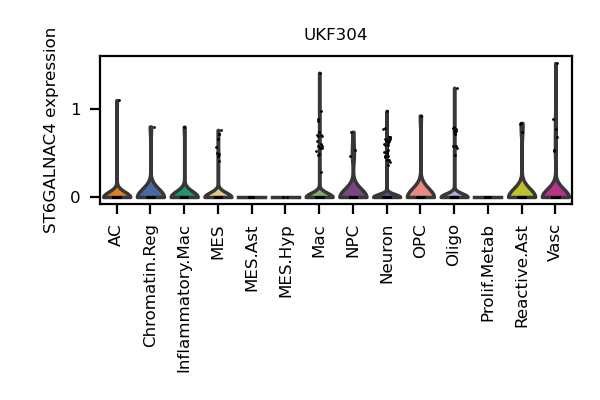 UKF304
ST6GALNAC4 expression
1
0
AC
Chromatin.Reg
Inflammatory.Mac
MES
MES.Ast
MES.Hyp
Mac
NPC
Neuron
OPC
Oligo
Prolif.Metab
Reactive.Ast
Vasc